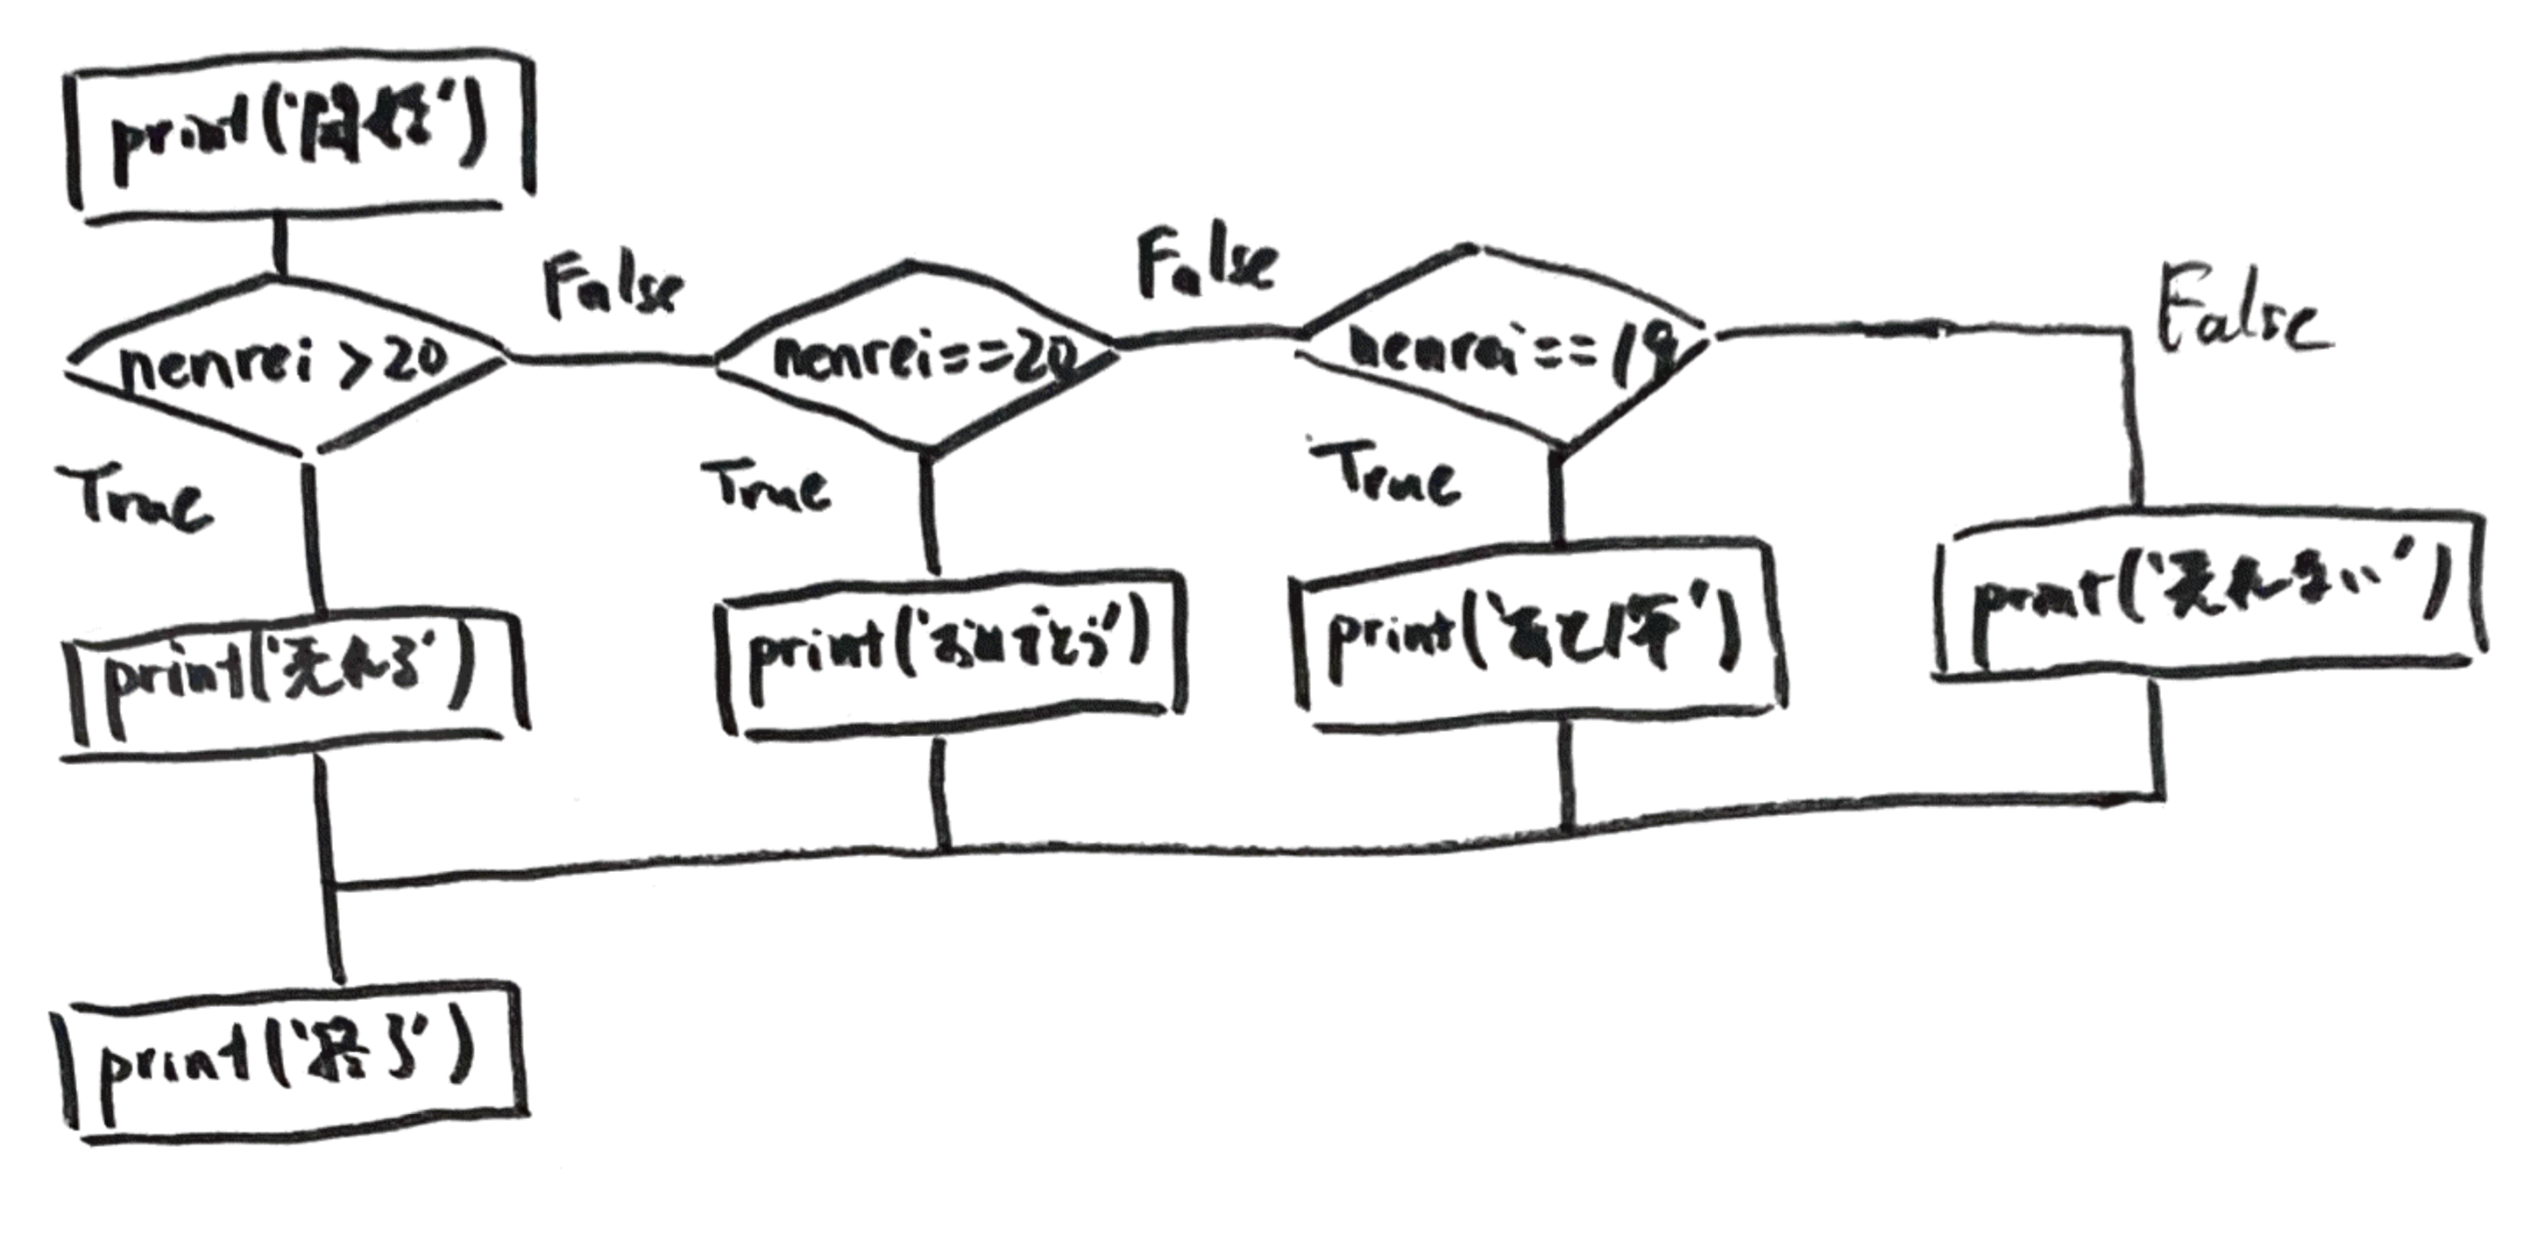 print('開始')
nenrei >20
False
nenrei==20
False
nenrei==19
False
True
True
True
print('売れる')
print('おめでとう')
print('あと1年')
print('売れない')
print('終了')